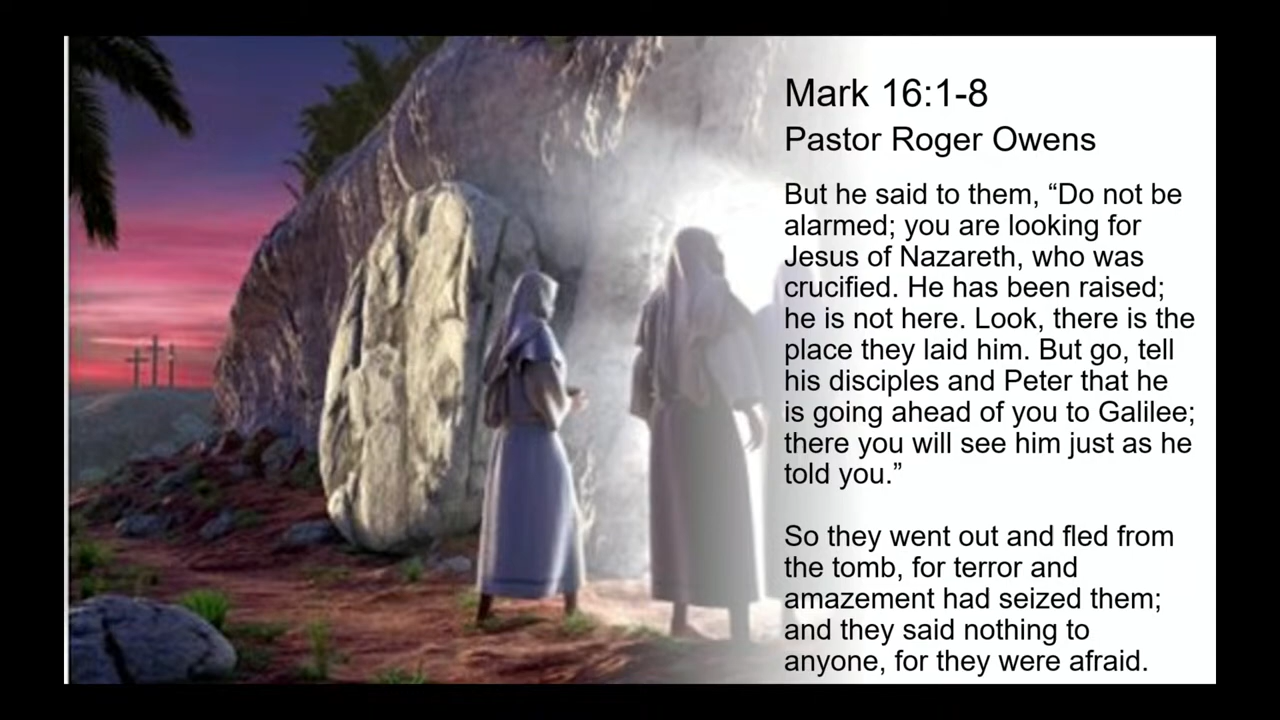 Mark 16:1-8
Pastor Roger Owens
But he said to them, “Do not be
alarmed; you are looking for
Jesus of Nazareth, who was
crucified. He has been raised;
he is not here. Look, there is the
place they laid him. But go, tell
his disciples and Peter that he
is going ahead of you to Galilee;
there you will see him just as he
told you.”
So they went out and fled from
the tomb, for terror and
amazement had seized them;
and they said nothing to
anyone, for they were afraid.